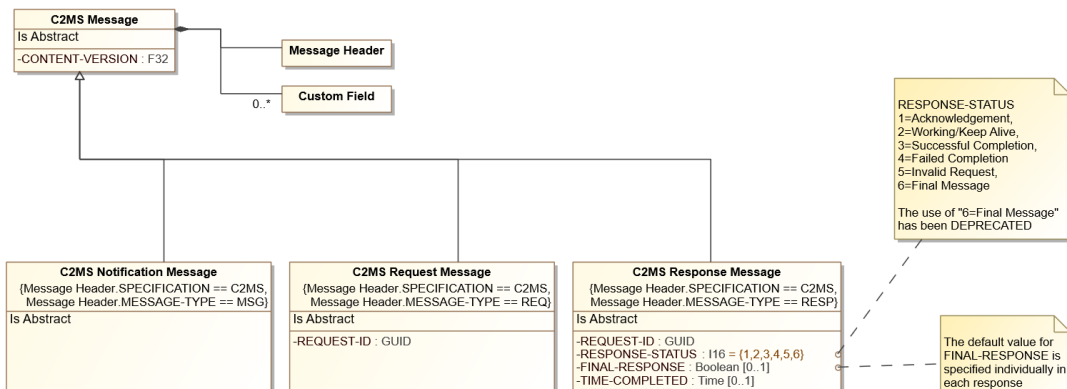 C2MS Message
Is Abstract
-CONTENT-VERSION : F32
Message Header
0..*
Custom Field
RESPONSE-STATUS
1=Acknowledgement,
2=Working/Keep Alive,
3=Successful Completion,
4=Failed Completion
5=Invalid Request,
6=Final Message
The use of "6=Final Message"
has been DEPRECATED
C2MS Notification Message
{Message Header.SPECIFICATION == C2MS,
Message Header.MESSAGE-TYPE == MSG}
Is Abstract
C2MS Request Message
{Message Header.SPECIFICATION == C2MS,
Message Header.MESSAGE-TYPE == REQ}
Is Abstract
-REQUEST-ID : GUID
C2MS Response Message
{Message Header.SPECIFICATION == C2MS,
Message Header.MESSAGE-TYPE == RESP}
Is Abstract
-REQUEST-ID : GUID
-RESPONSE-STATUS : I16 = {1,2,3,4,5,6}
-FINAL-RESPONSE : Boolean [0..1]
-TIME-COMPLETED : Time [0..1]
The default value for
FINAL-RESPONSE is
specified individually in
each response